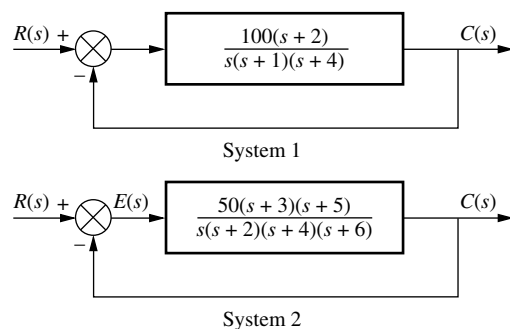 R(s) + 100(s + 2) C(s)
s(s + 1)(s + 4)
−
System 1
R(s) + E(s) 50(s + 3)(s + 5) C(s)
s(s + 2)(s + 4)(s + 6)
−
System 2